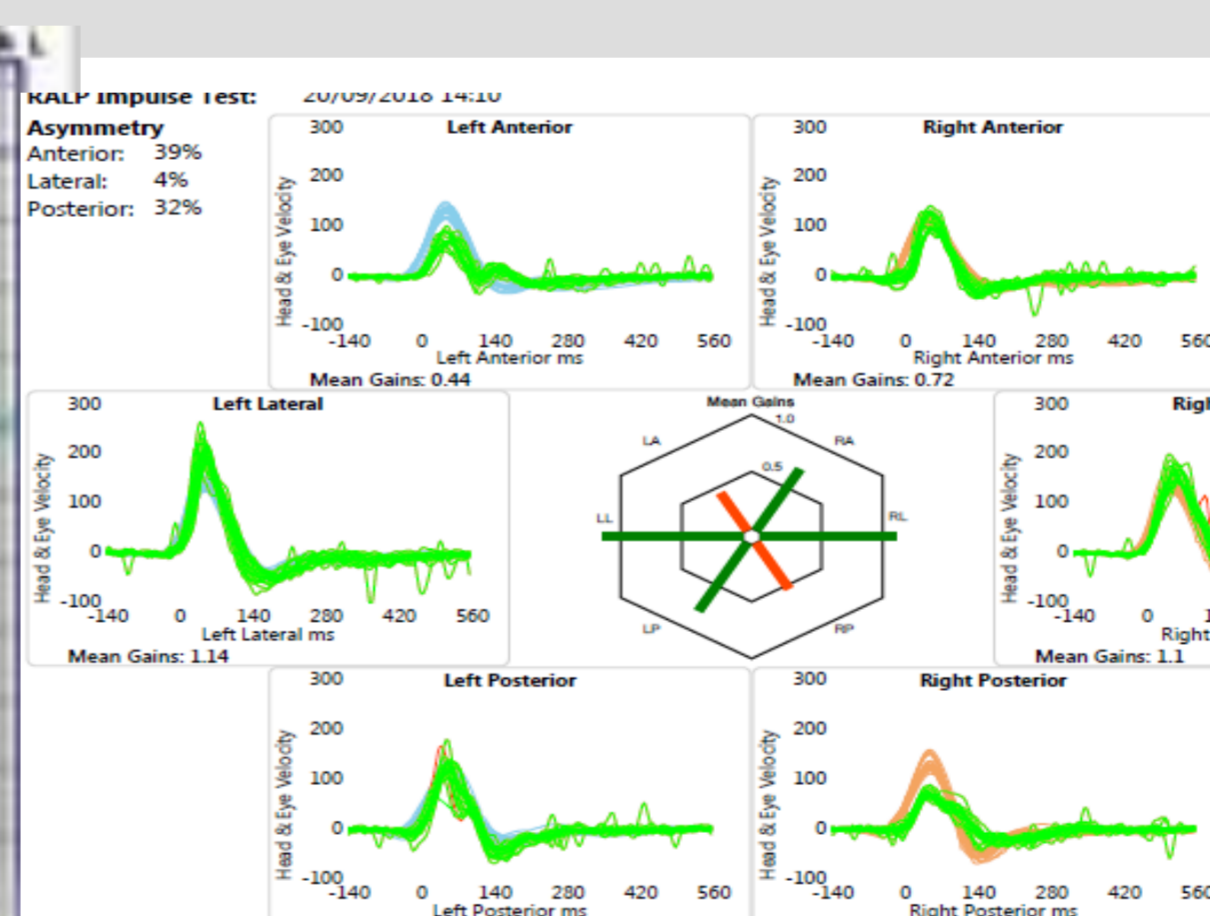 RALP Impulse Test: 20/09/2018 14:10
Asymmetry
Anterior: 39%
Lateral: 4%
Posterior: 32%
Left Anterior
300
200
100
0
-100
Head & Eye Velocity
-140 0 140 280 420 560
Left Anterior ms
Mean Gains: 0.44
Right Anterior
300
200
100
0
-100
Head & Eye Velocity
-140 0 140 280 420 560
Right Anterior ms
Mean Gains: 0.72
Left Lateral
300
200
100
0
-100
Head & Eye Velocity
-140 0 140 280 420 560
Left Lateral ms
Mean Gains: 1.14
Mean Gains
1.0
LA RA
0.5
LL RL
LP RP
300
200
100
0
-100
Head & Eye Velocity
-140 0
Right
Mean Gains: 1.1
Left Posterior
300
200
100
0
-100
Head & Eye Velocity
-140 0 140 280 420 560
Left Posterior ms
Right Posterior
300
200
100
0
-100
Head & Eye Velocity
-140 0 140 280 420 560
Right Posterior ms